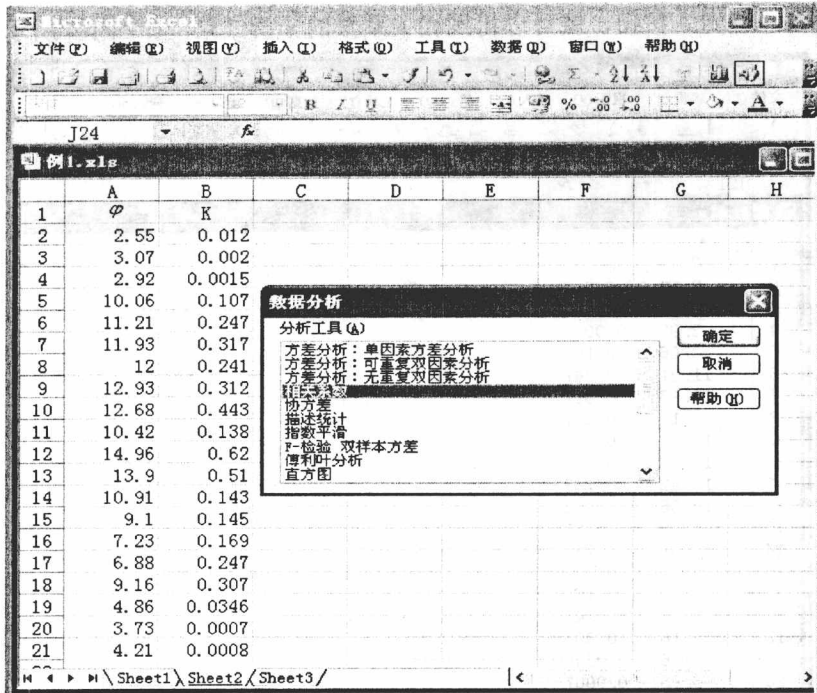 Microsoft Excel
文件(F) 编辑(E) 视图(V) 插入(I) 格式(O) 工具(T) 数据(D) 窗口(W) 帮助(H)
B I U % .00
J24 fx
例1.xls
A B C D E F G H
1 φ K
2 2.55 0.012
3 3.07 0.002
4 2.92 0.0015
5 10.06 0.107
6 11.21 0.247
7 11.93 0.317
8 12 0.241
9 12.93 0.312
10 12.68 0.443
11 10.42 0.138
12 14.96 0.62
13 13.9 0.51
14 10.91 0.143
15 9.1 0.145
16 7.23 0.169
17 6.88 0.247
18 9.16 0.307
19 4.86 0.0346
20 3.73 0.0007
21 4.21 0.0008
数据分析
分析工具(A)
方差分析：单因素方差分析
方差分析：可重复双因素分析
方差分析：无重复双因素分析
相关系数
协方差
描述统计
指数平滑
F-检验 双样本方差
傅利叶分析
直方图
确定
取消
帮助(H)
Sheet1 Sheet2 Sheet3